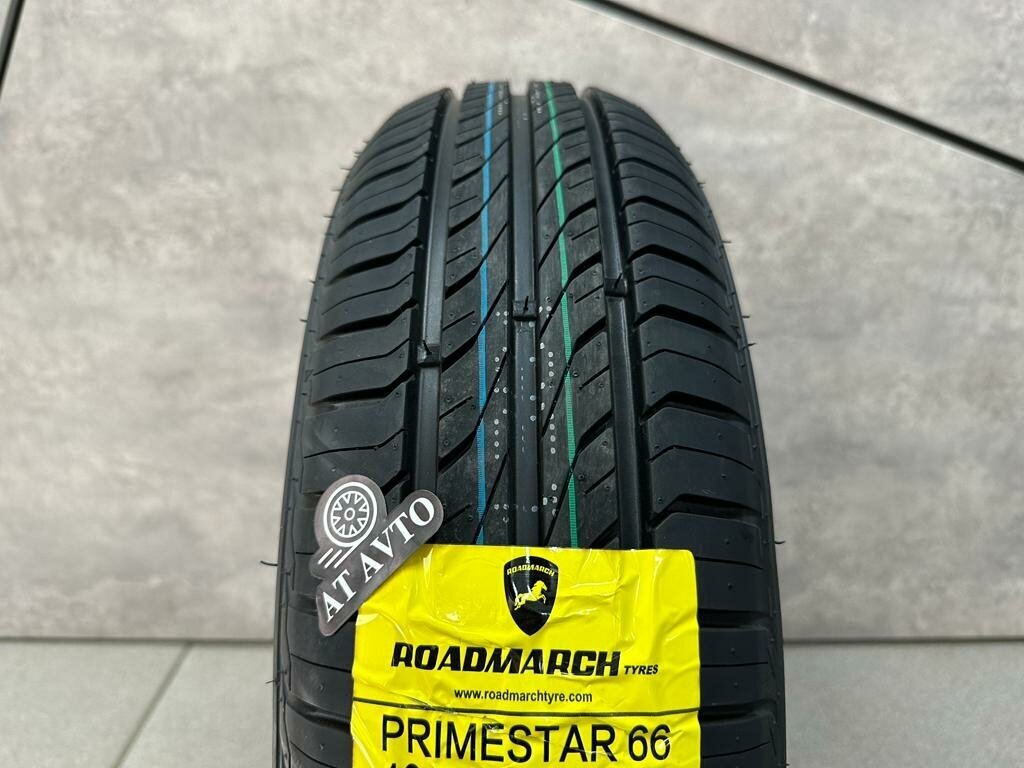 AT AVTO
ROADMARCH
ROADMARCH TYRES
www.roadmarchtyre.com
PRIMESTAR 66